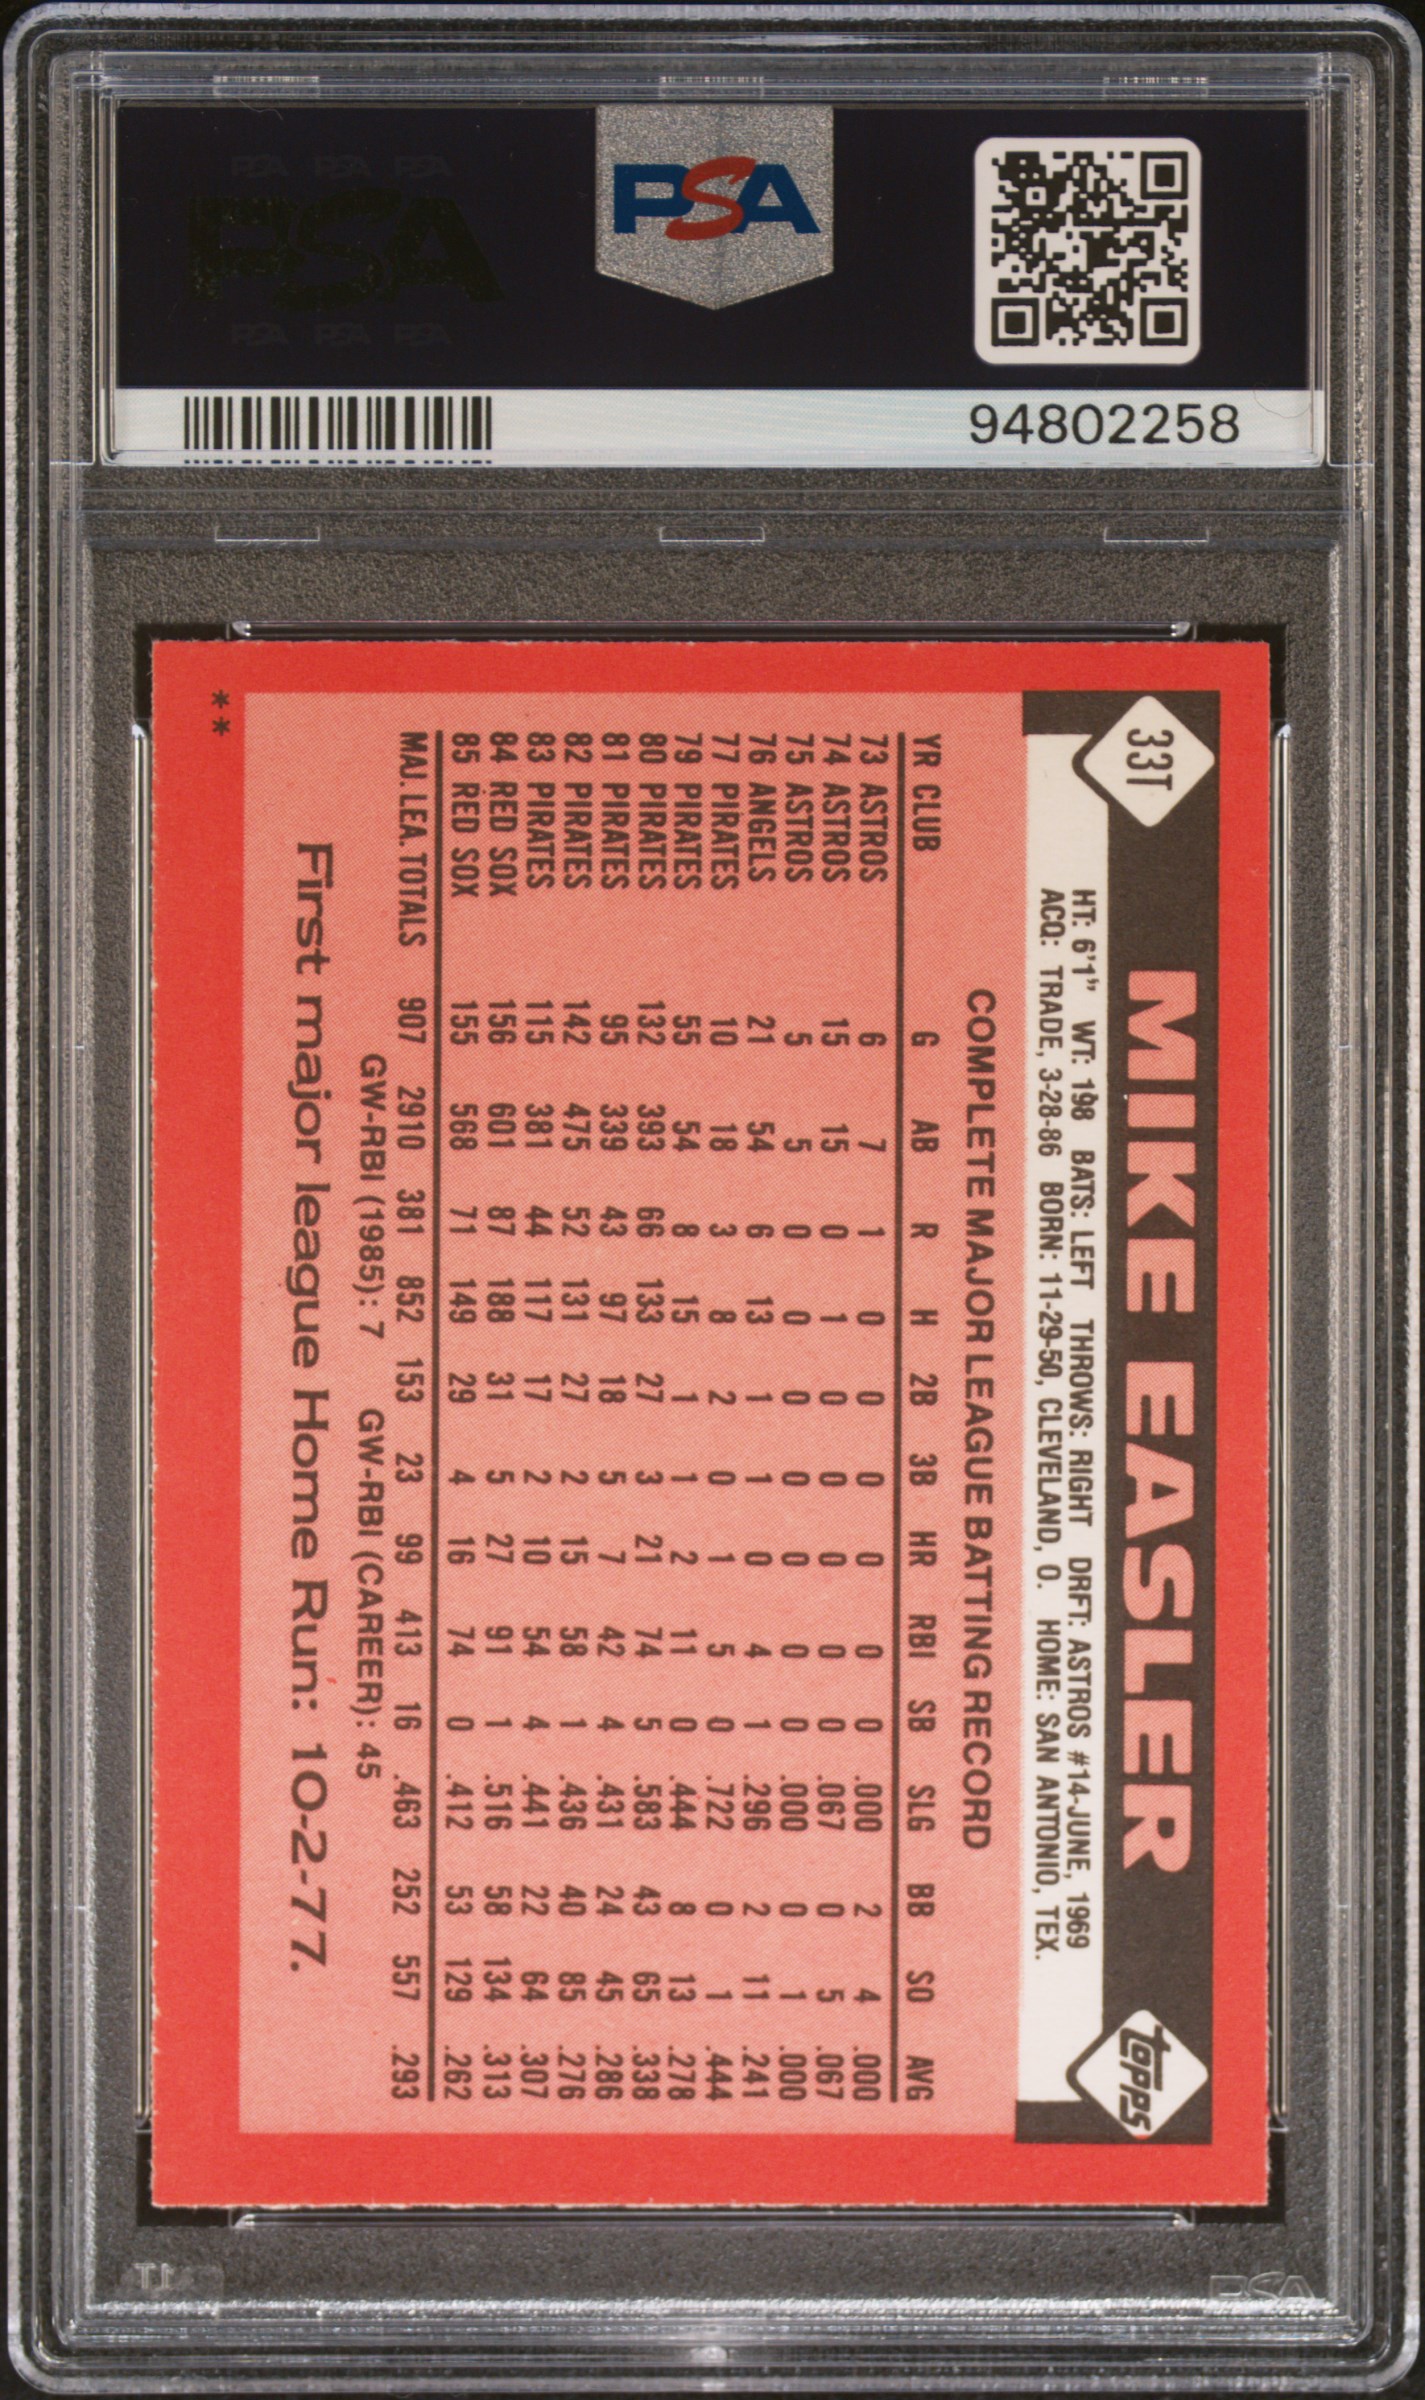 PSA PSA PSA
PSA
PSA PSA PSA
PSA
94802258
33T
MIKE EASLER
topps
HT: 6'1" WT: 198 BATS: LEFT THROWS: RIGHT DRFT: ASTROS #14-JUNE, 1969
ACQ: TRADE, 3-28-86 BORN: 11-29-50, CLEVELAND, O. HOME: SAN ANTONIO, TEX.
COMPLETE MAJOR LEAGUE BATTING RECORD
YR CLUB G AB R H 2B 3B HR RBI SB SLG BB SO AVG
73 ASTROS 6 7 1 0 0 0 0 0 0 .000 2 4 .000
74 ASTROS 15 15 0 1 0 0 0 0 0 .067 0 5 .067
75 ASTROS 5 5 0 0 0 0 0 0 0 .000 0 1 .000
76 ANGELS 21 54 6 13 1 1 0 4 1 .296 2 11 .241
77 PIRATES 10 18 3 8 2 0 1 5 0 .722 0 1 .444
79 PIRATES 55 54 8 15 1 1 2 11 0 .444 8 13 .278
80 PIRATES 132 393 66 133 27 3 21 74 5 .583 43 65 .338
81 PIRATES 95 339 43 97 18 5 7 42 4 .431 24 45 .286
82 PIRATES 142 475 52 131 27 2 15 58 1 .436 40 85 .276
83 PIRATES 115 381 44 117 17 2 10 54 4 .441 22 64 .307
84 RED SOX 156 601 87 188 31 5 27 91 1 .516 58 134 .313
85 RED SOX 155 568 71 149 29 4 16 74 0 .412 53 129 .262
MAJ. LEA. TOTALS 907 2910 381 852 153 23 99 413 16 .463 252 557 .293
GW-RBI (1985): 7 GW-RBI (CAREER): 45
First major league Home Run: 10-2-77.
**
PSA